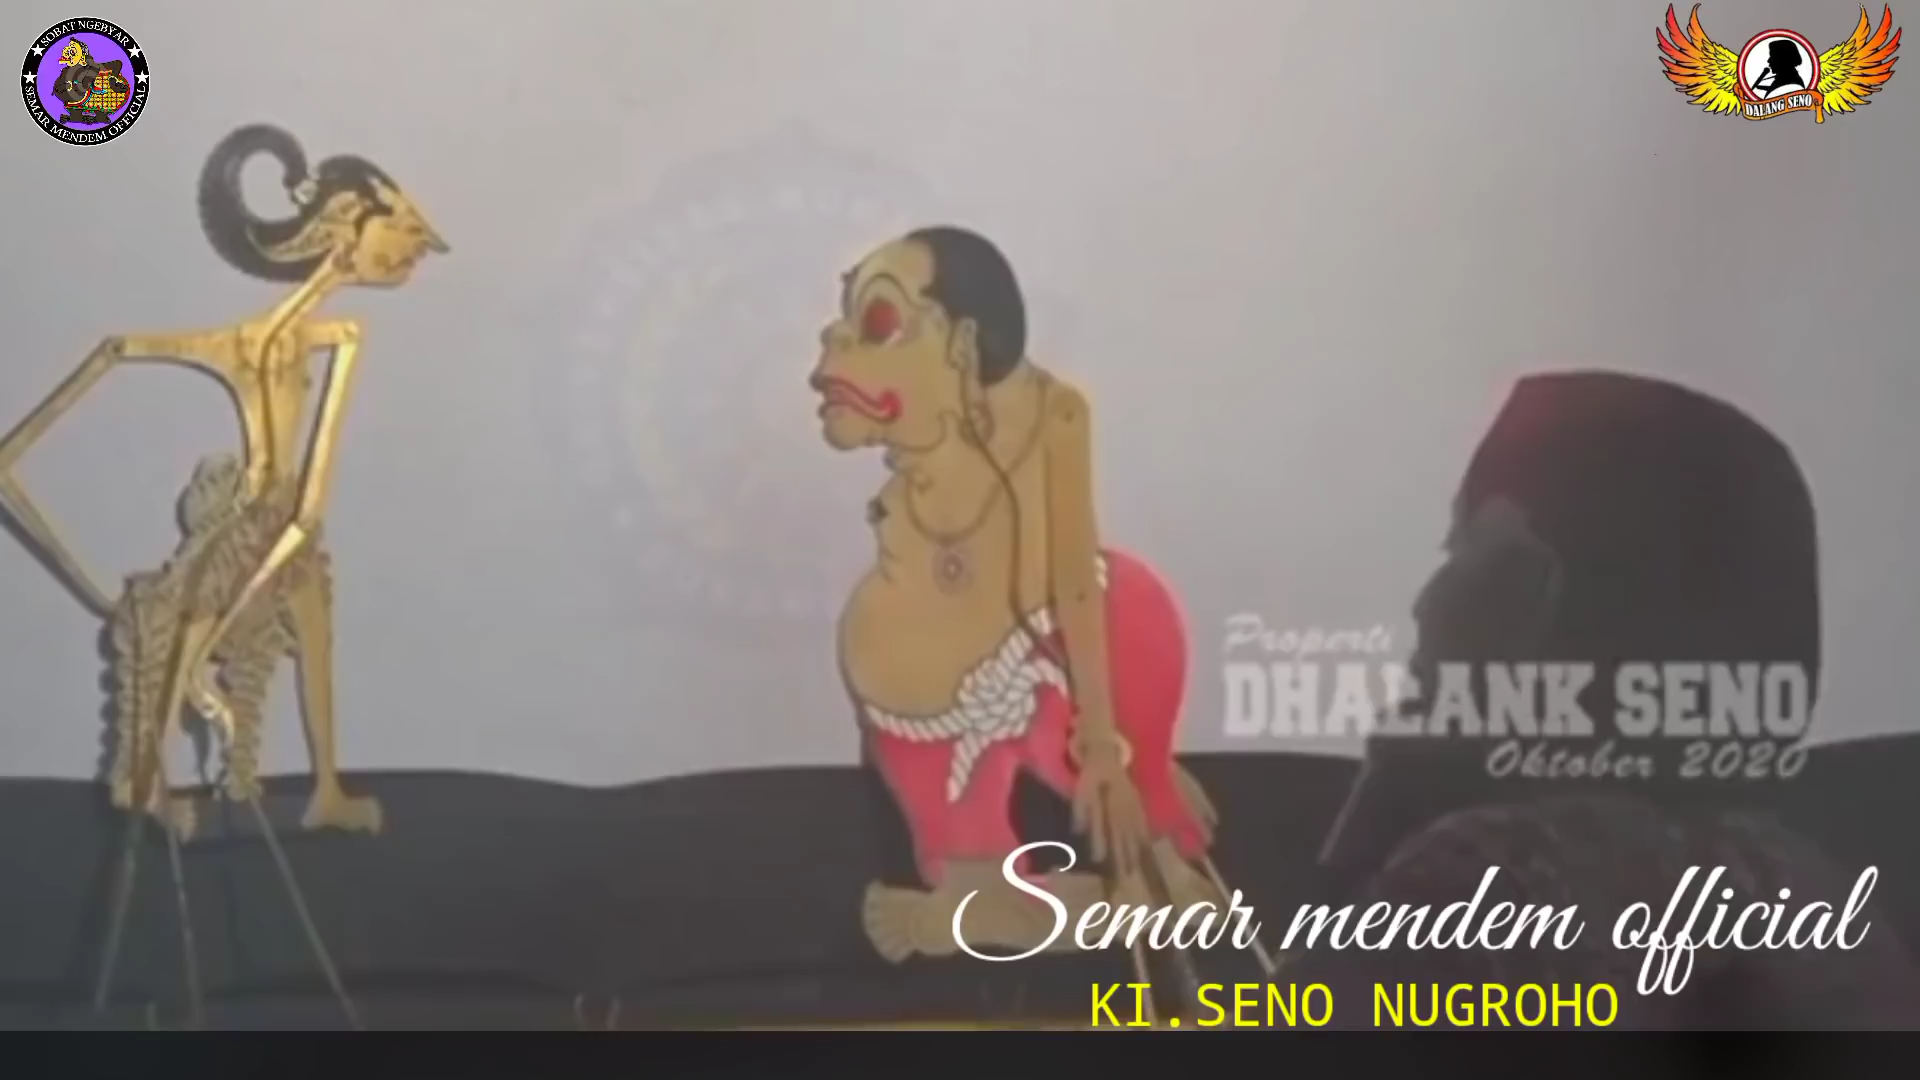 SOBAT NGEBYAR
SEMAR MENDEM OFFICIAL
DALANG SENO
Properti
DHALANK SENO
Oktober 2020
Semar mendem official
KI.SENO NUGROHO